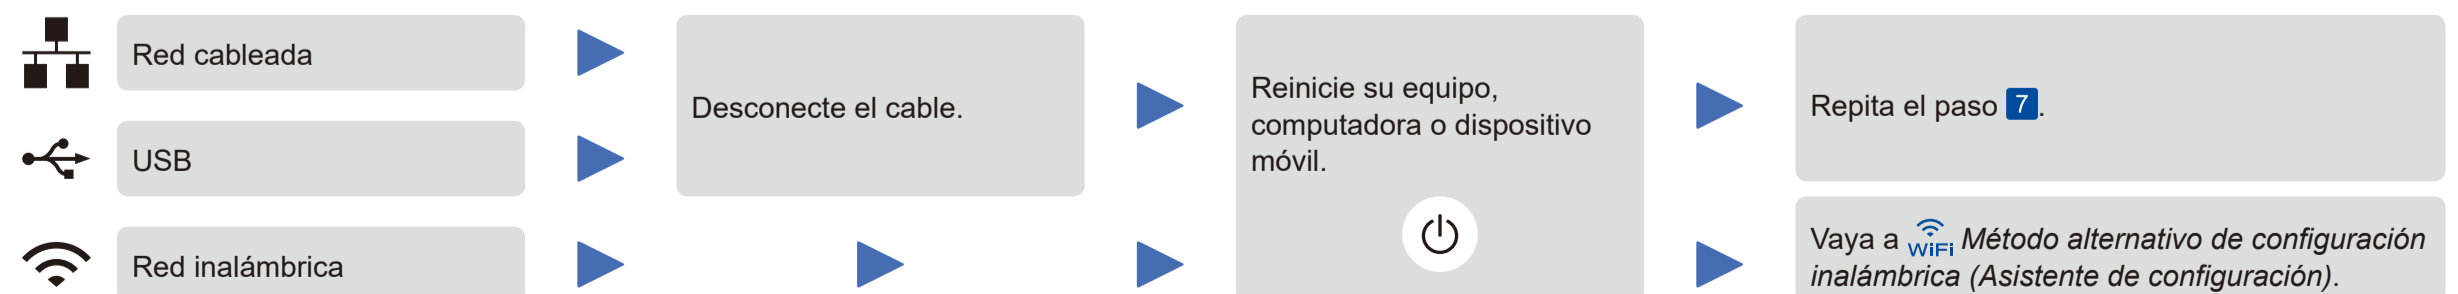 Red cableada
USB
Red inalámbrica
Desconecte el cable.
Reinicie su equipo,
computadora o dispositivo
móvil.
Repita el paso 7.
Vaya a WiFi Método alternativo de configuración
inalámbrica (Asistente de configuración).